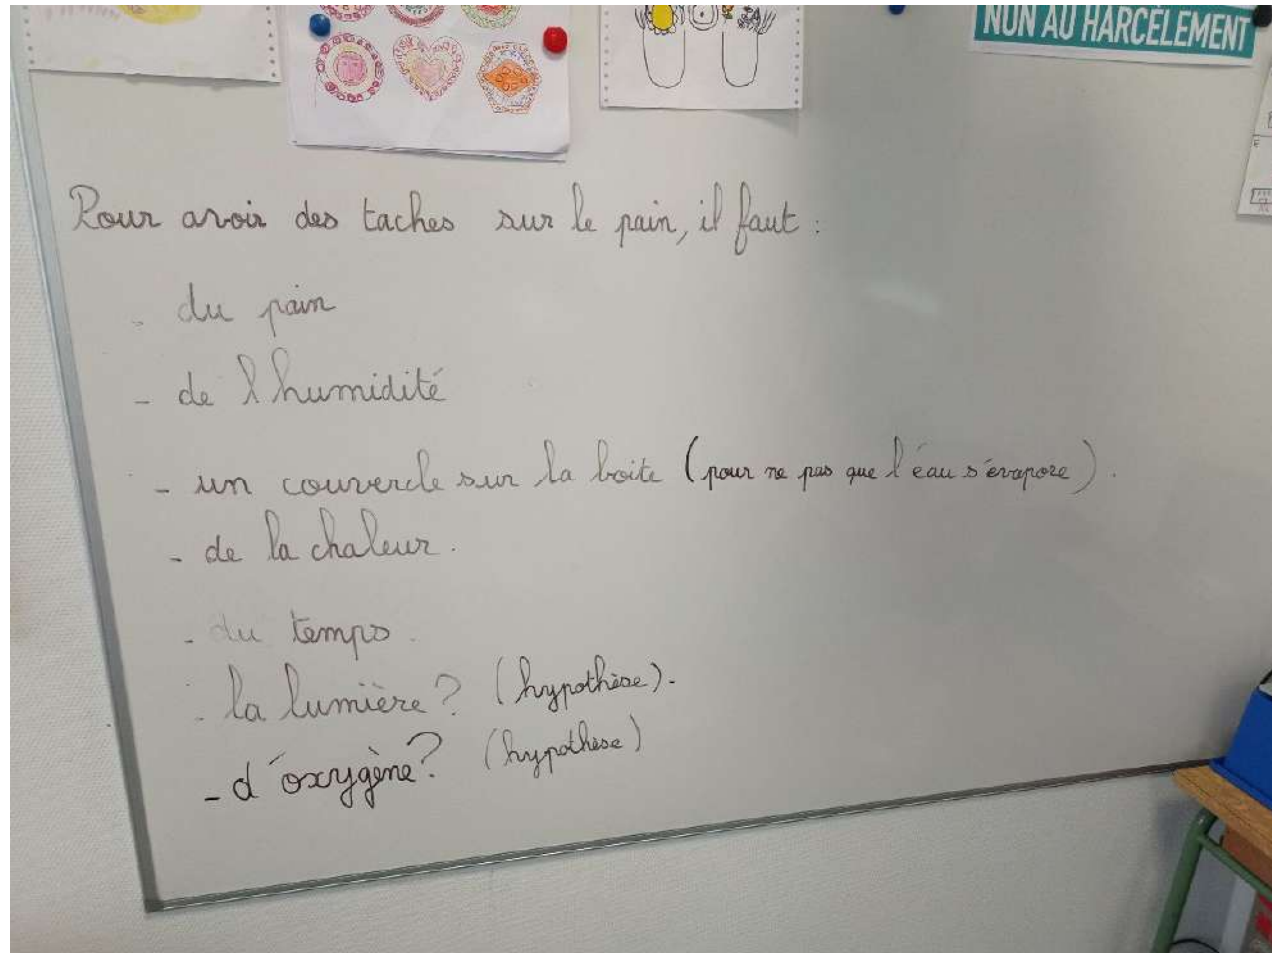 NON AU HARCÈLEMENT
Pour avoir des taches sur le pain, il faut :
- du pain
- de l'humidité
- un couvercle sur la boite (pour ne pas que l'eau s'évapore).
- de la chaleur.
- du temps.
- la lumière? (hypothèse).
- d'oxygène? (hypothèse)